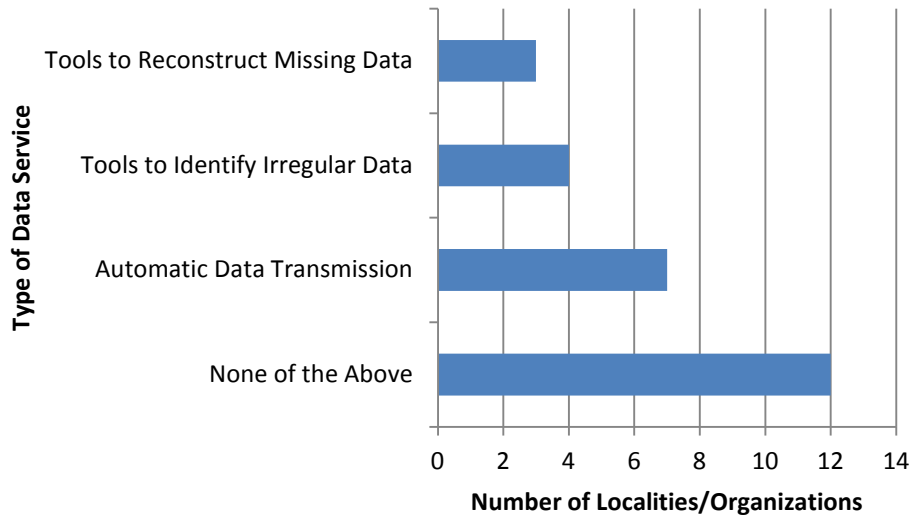 Type of Data Service
Tools to Reconstruct Missing Data
Tools to Identify Irregular Data
Automatic Data Transmission
None of the Above
0 2 4 6 8 10 12 14
Number of Localities/Organizations